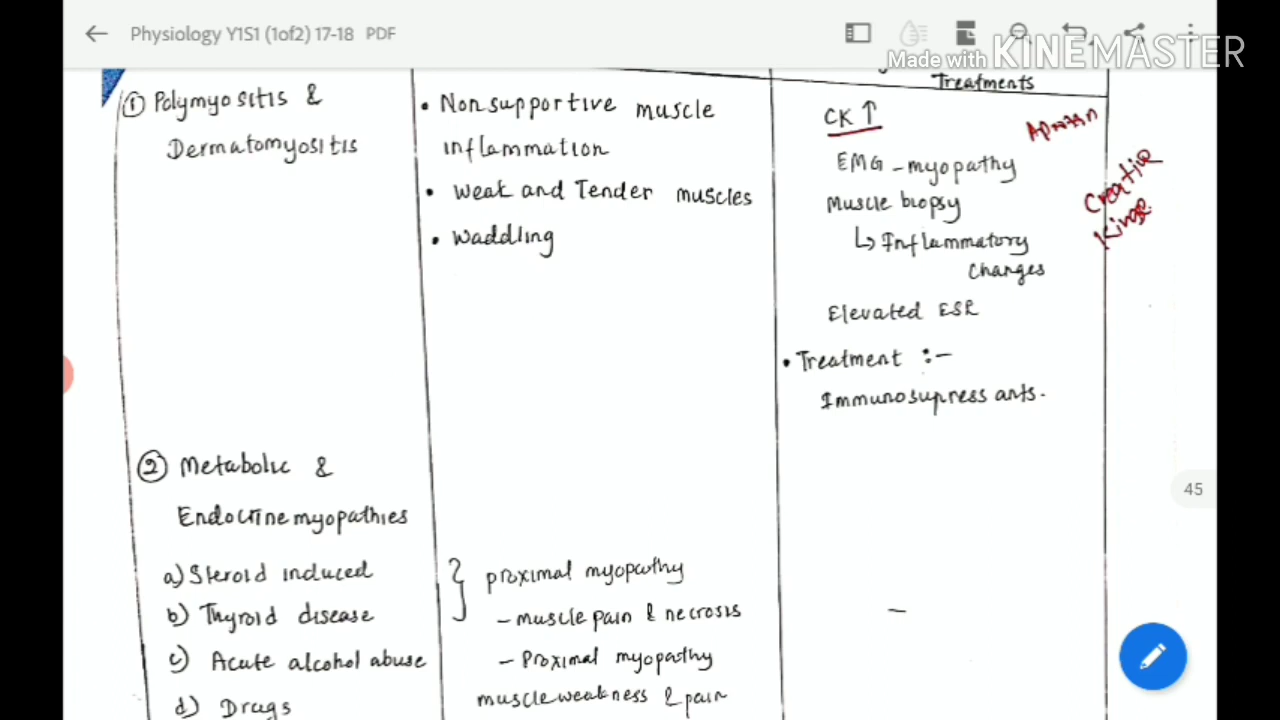 Physiology Y1S1 (1of2) 17-18 PDF
Made with KINEMASTER
Treatments
① Polymyositis &
Dermatomyositis
• Nonsupportive muscle
inflammation
• Weak and Tender muscles
• Waddling
CK ↑
EMG - myopathy
Muscle biopsy
↳ Inflammatory
changes
Elevated ESR
• Treatment :-
Immunosupressants.
Creative
② Metabolic &
Endocrine myopathies
a) Steroid induced
b) Thyroid disease
c) Acute alcohol abuse
d) Drugs
proximal myopathy
- muscle pain & necrosis
- Proximal myopathy
muscle weakness & pain
-
45